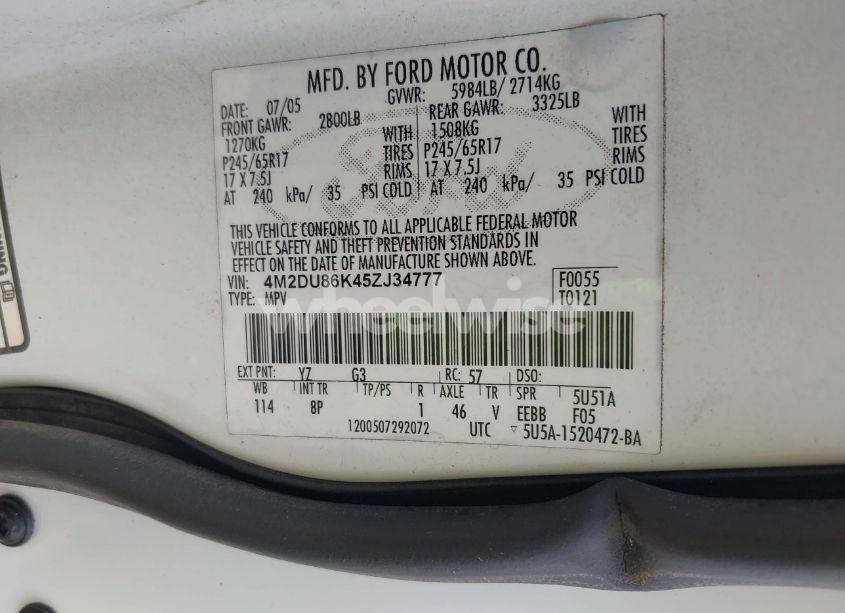 MFD. BY FORD MOTOR CO.
DATE: 07/05 GVWR: 5984LB/ 2714KG
FRONT GAWR: 2800LB REAR GAWR: 3325LB
1270KG WITH 1508KG WITH
P245/65R17 TIRES P245/65R17 TIRES
17 X 7.5J RIMS 17 X 7.5J RIMS
AT 240 kPa/ 35 PSI COLD AT 240 kPa/ 35 PSI COLD
THIS VEHICLE CONFORMS TO ALL APPLICABLE FEDERAL MOTOR
VEHICLE SAFETY AND THEFT PREVENTION STANDARDS IN
EFFECT ON THE DATE OF MANUFACTURE SHOWN ABOVE.
VIN: 4M2DU86K45ZJ34777 F0055
TYPE: MPV T0121
wheelwise
EXT PNT: Y7 G3 RC: 57 DSO:
WB INT TR TP/PS R AXLE TR SPR 5U51A
114 8P 1 46 V EEBB F05
1200507292072 UTC 5U5A-1520472-BA
Ford